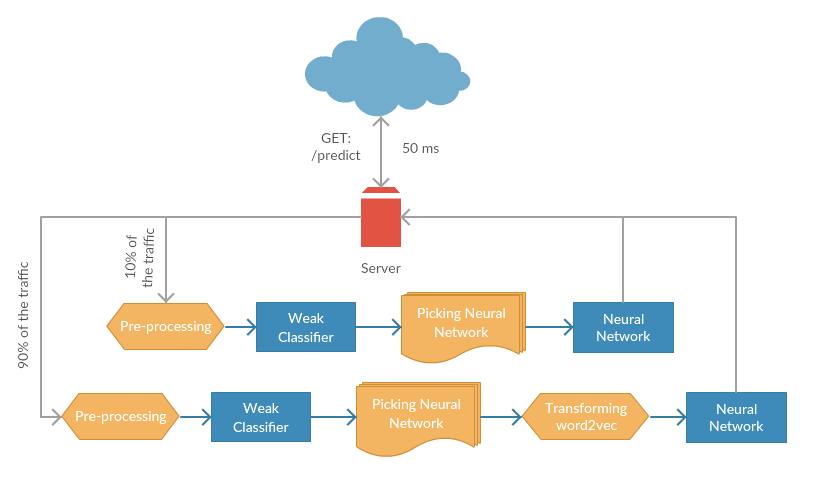 GET:
/predict
50 ms
Server
10% of
the traffic
90% of the traffic
Pre-processing
Weak
Classifier
Picking Neural
Network
Neural
Network
Pre-processing
Weak
Classifier
Picking Neural
Network
Transforming
word2vec
Neural
Network